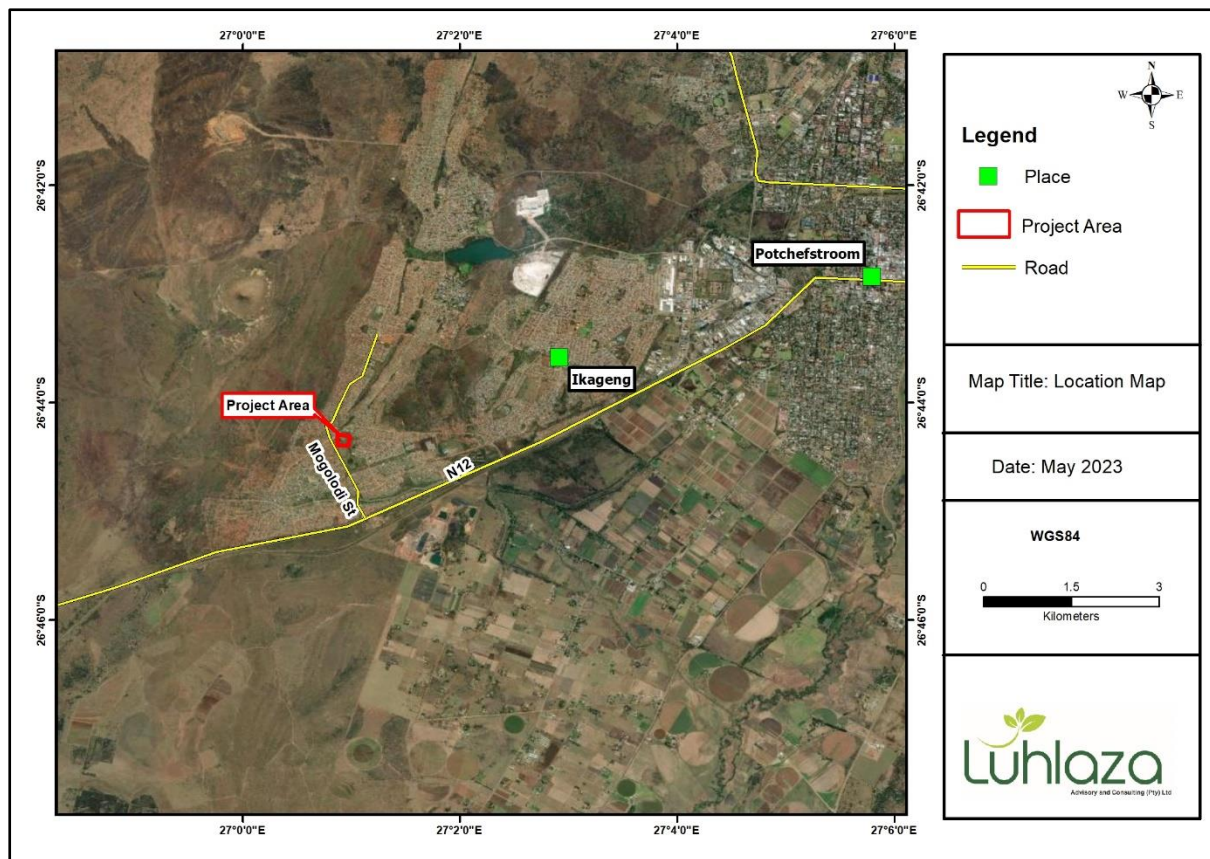 27°0'0"E
27°2'0"E
27°4'0"E
27°6'0"E
26°42'0"S
26°44'0"S
26°46'0"S
Potchefstroom
Ikageng
Project Area
Mogolodi St
N12
27°0'0"E
27°2'0"E
27°4'0"E
27°6'0"E
26°42'0"S
26°44'0"S
26°46'0"S
N
W
E
S
Legend
Place
Project Area
Road
Map Title: Location Map
Date: May 2023
WGS84
0 1.5 3
Kilometers
Luhlaza
Advisory and Consulting (Pty) Ltd